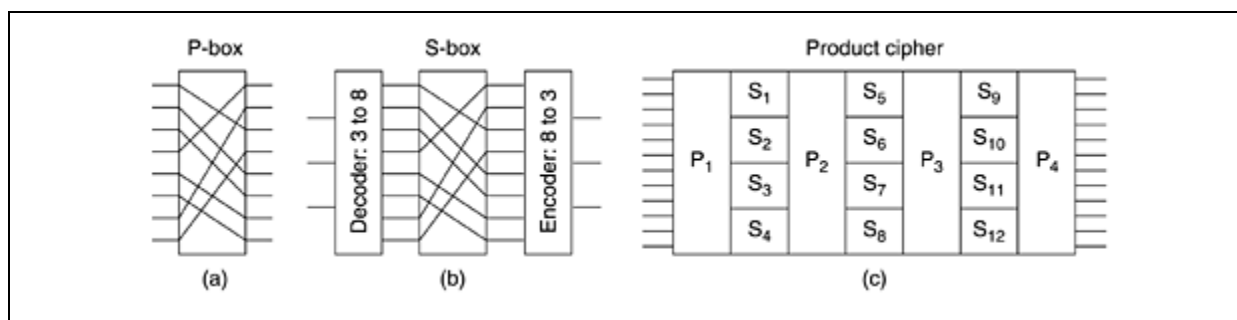 P-box
S-box
Product cipher
Decoder: 3 to 8
Encoder: 8 to 3
P₁
S₁
S₂
S₃
S₄
P₂
S₅
S₆
S₇
S₈
P₃
S₉
S₁₀
S₁₁
S₁₂
P₄
(a)
(b)
(c)